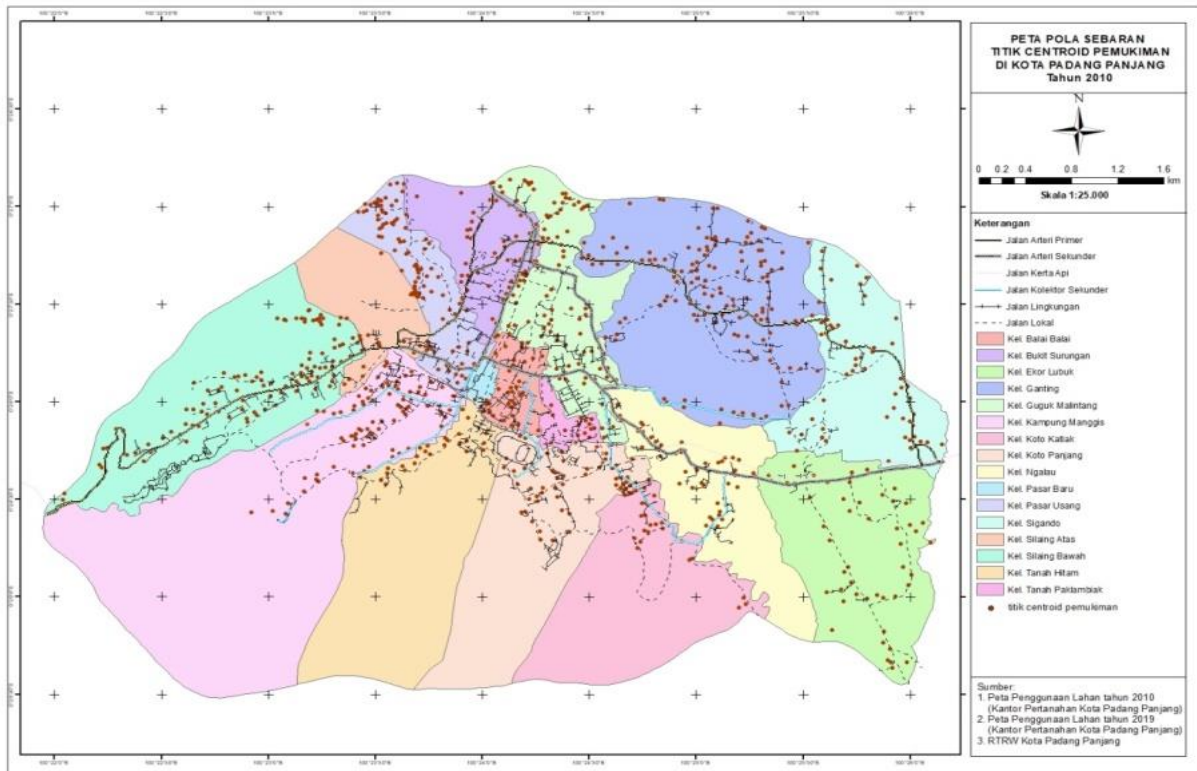 PETA POLA SEBARAN
TITIK CENTROID PEMUKIMAN
DI KOTA PADANG PANJANG
Tahun 2010
N
0 0.2 0.4 0.8 1.2 1.6
km
Skala 1:25.000
Keterangan
Jalan Arteri Primer
Jalan Arteri Sekunder
Jalan Kerta Api
Jalan Kolektor Sekunder
Jalan Lingkungan
Jalan Lokal
Kel. Balai Balai
Kel. Bukit Surungan
Kel. Ekor Lubuk
Kel. Ganting
Kel. Guguk Malintang
Kel. Kampung Manggis
Kel. Koto Katiak
Kel. Koto Panjang
Kel. Ngalau
Kel. Pasar Baru
Kel. Pasar Usang
Kel. Sigando
Kel. Silaing Atas
Kel. Silaing Bawah
Kel. Tanah Hitam
Kel. Tanah Paklambiak
titik centroid pemukiman
Sumber:
1. Peta Penggunaan Lahan tahun 2010
(Kantor Pertanahan Kota Padang Panjang)
2. Peta Penggunaan Lahan tahun 2019
(Kantor Pertanahan Kota Padang Panjang)
3. RTRW Kota Padang Panjang